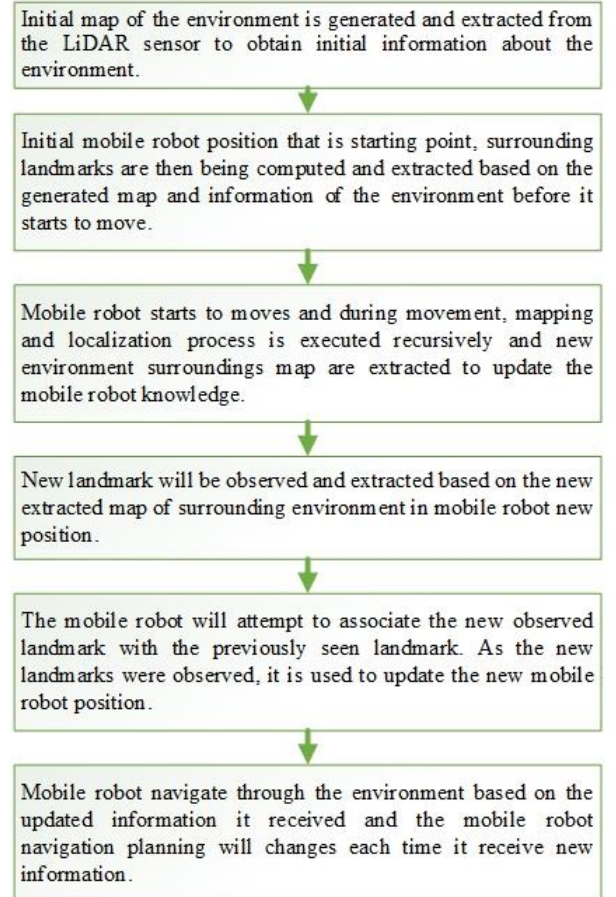 Initial map of the environment is generated and extracted from
the LiDAR sensor to obtain initial information about the
environment.
Initial mobile robot position that is starting point, surrounding
landmarks are then being computed and extracted based on the
generated map and information of the environment before it
starts to move.
Mobile robot starts to moves and during movement, mapping
and localization process is executed recursively and new
environment surroundings map are extracted to update the
mobile robot knowledge.
New landmark will be observed and extracted based on the new
extracted map of surrounding environment in mobile robot new
position.
The mobile robot will attempt to associate the new observed
landmark with the previously seen landmark. As the new
landmarks were observed, it is used to update the new mobile
robot position.
Mobile robot navigate through the environment based on the
updated information it received and the mobile robot
navigation planning will changes each time it receive new
information.